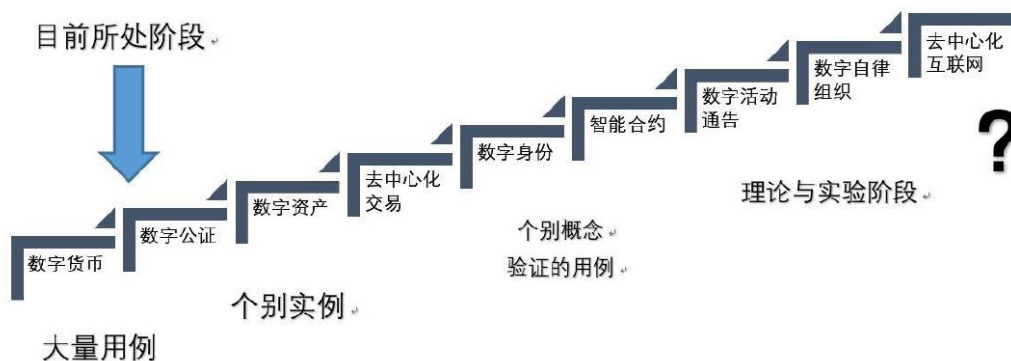 目前所处阶段
去中心化
互联网
数字自律
组织
数字活动
通告
智能合约
数字身份
去中心化
交易
数字资产
数字公证
数字货币
?
理论与实验阶段
个别概念
验证的用例
个别实例
大量用例